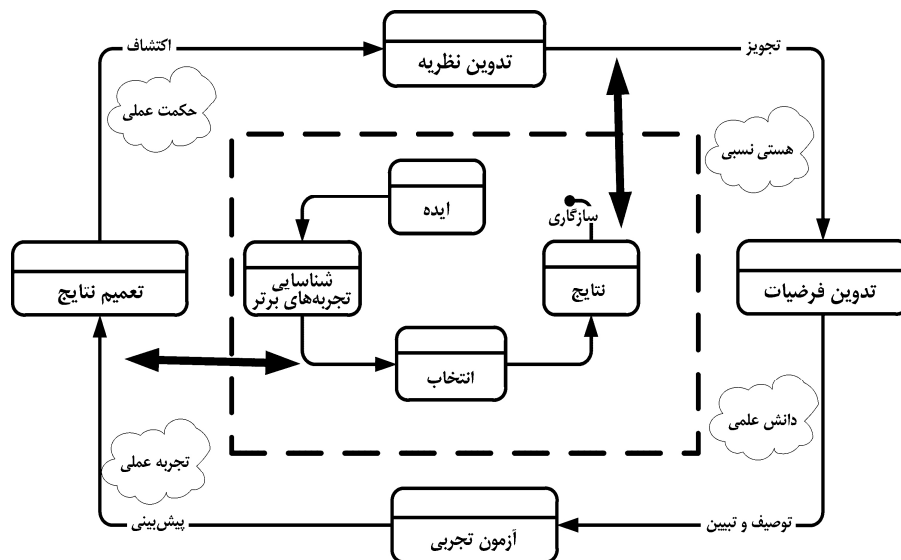 اکتشاف
تدوین نظریه
تجویز
حکمت عملی
هستی نسبی
ایده
سازگاری
تعمیم نتایج
شناسایی
تجربه‌های برتر
نتایج
تدوین فرضیات
انتخاب
دانش علمی
تجربه عملی
توصیف و تبیین
آزمون تجربی
پیش‌بینی